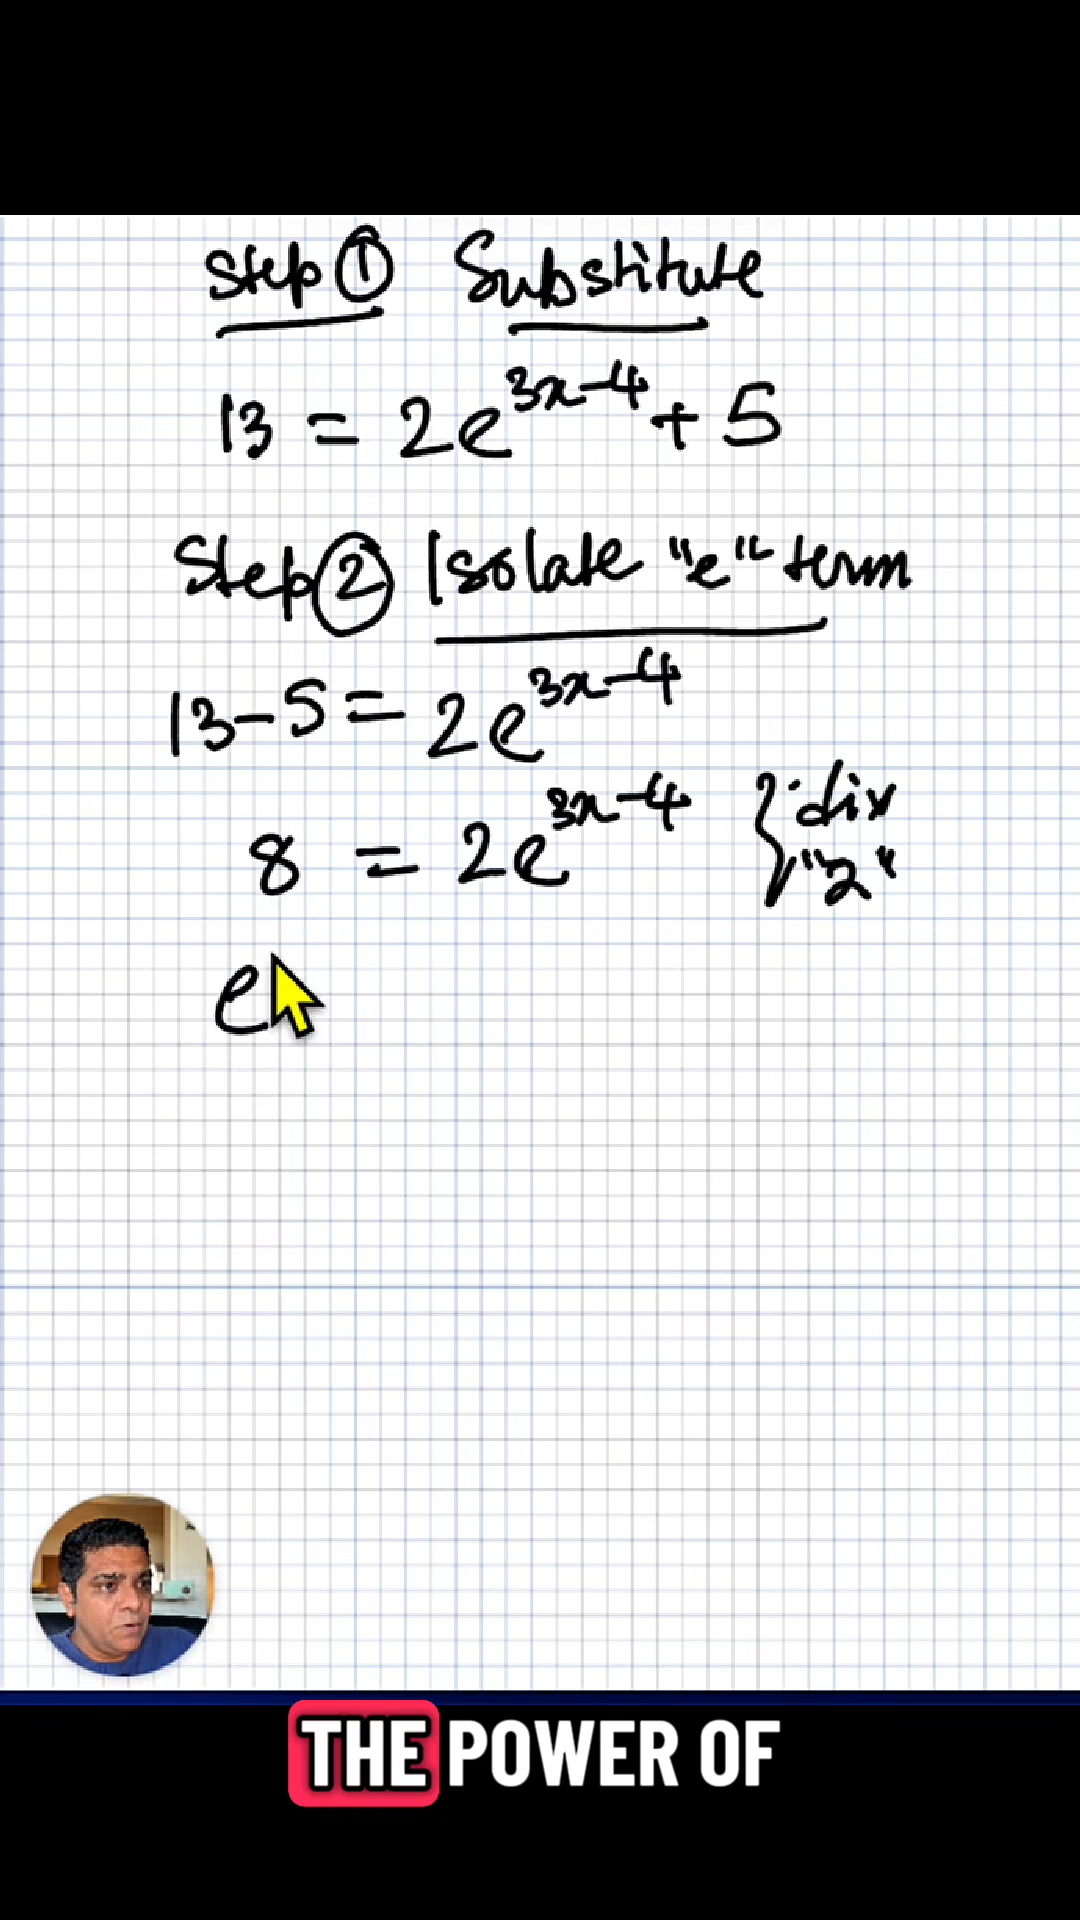 Step ① Substitute
13 = 2e^{3x-4} + 5
Step ② Isolate "e" term
13 - 5 = 2e^{3x-4}
8 = 2e^{3x-4} } div
"2"
e
THE POWER OF